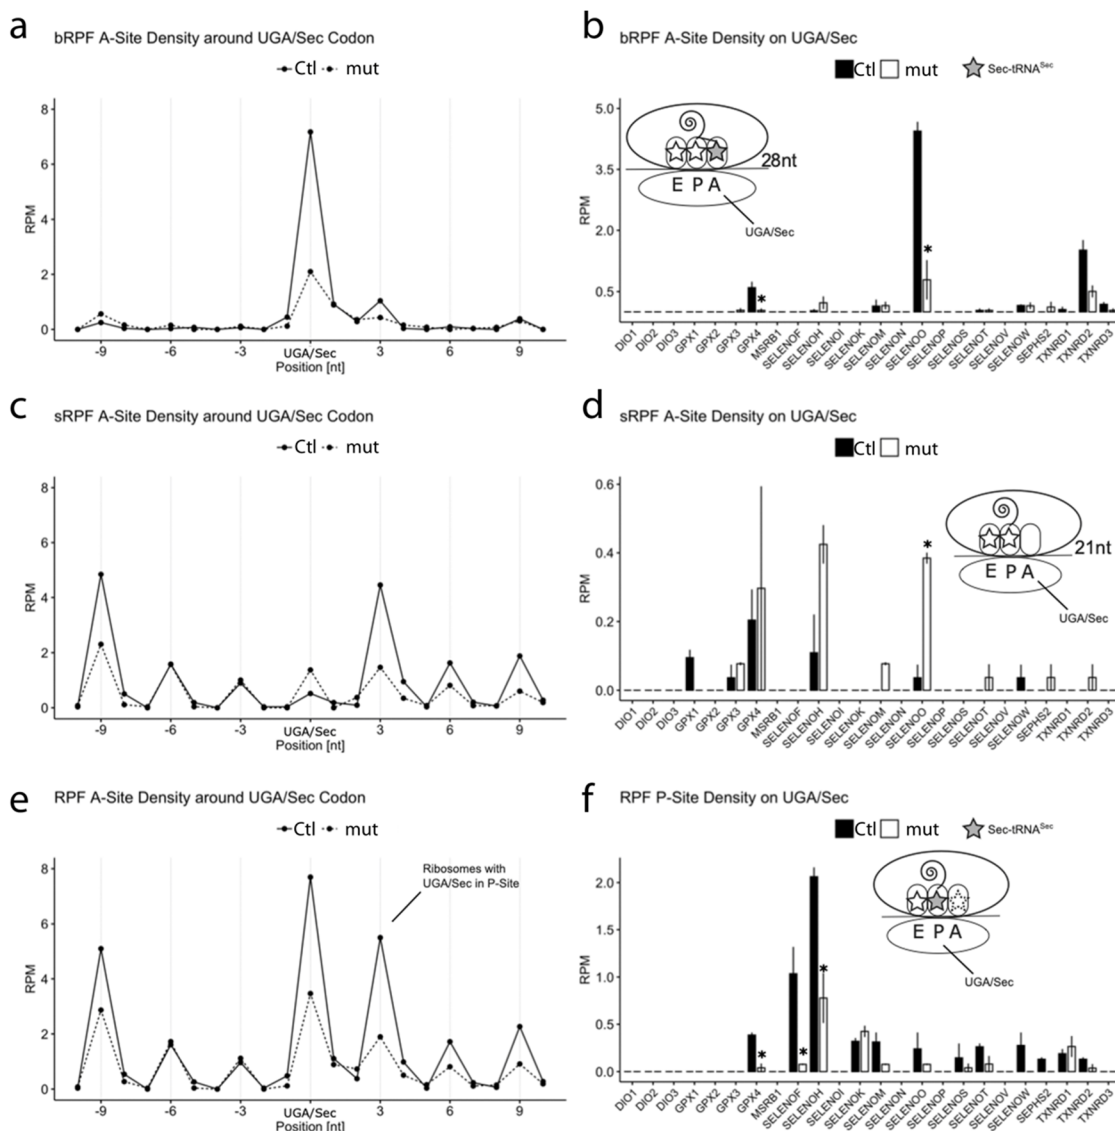 a
bRPF A-Site Density around UGA/Sec Codon
Ctl mut
8
6
4
2
0
RPM
-9 -6 -3 UGA/Sec 3 6 9
Position [nt]
b
bRPF A-Site Density on UGA/Sec
Ctl mut Sec-tRNASec
5.0
3.5
2.0
0.5
RPM
28nt
E P A
UGA/Sec
*
*
DIO1 DIO2 DIO3 GPX1 GPX2 GPX3 GPX4 MSRB1 SELENOF SELENOH SELENOI SELENOK SELENOM SELENON SELENOO SELENOP SELENOS SELENOT SELENOV SELENOW SEPHS2 TXNRD1 TXNRD2 TXNRD3
c
sRPF A-Site Density around UGA/Sec Codon
Ctl mut
8
6
4
2
0
RPM
-9 -6 -3 UGA/Sec 3 6 9
Position [nt]
d
sRPF A-Site Density on UGA/Sec
Ctl mut
0.6
0.4
0.2
0.0
RPM
*
21nt
E P A
UGA/Sec
DIO1 DIO2 DIO3 GPX1 GPX2 GPX3 GPX4 MSRB1 SELENOF SELENOH SELENOI SELENOK SELENOM SELENON SELENOO SELENOP SELENOS SELENOT SELENOV SELENOW SEPHS2 TXNRD1 TXNRD2 TXNRD3
e
RPF A-Site Density around UGA/Sec Codon
Ctl mut
Ribosomes with
UGA/Sec in P-Site
8
6
4
2
0
RPM
-9 -6 -3 UGA/Sec 3 6 9
Position [nt]
f
RPF P-Site Density on UGA/Sec
Ctl mut Sec-tRNASec
2.0
1.5
1.0
0.5
0.0
RPM
E P A
UGA/Sec
*
*
*
DIO1 DIO2 DIO3 GPX1 GPX2 GPX3 GPX4 MSRB1 SELENOF SELENOH SELENOI SELENOK SELENOM SELENON SELENOO SELENOP SELENOS SELENOT SELENOV SELENOW SEPHS2 TXNRD1 TXNRD2 TXNRD3